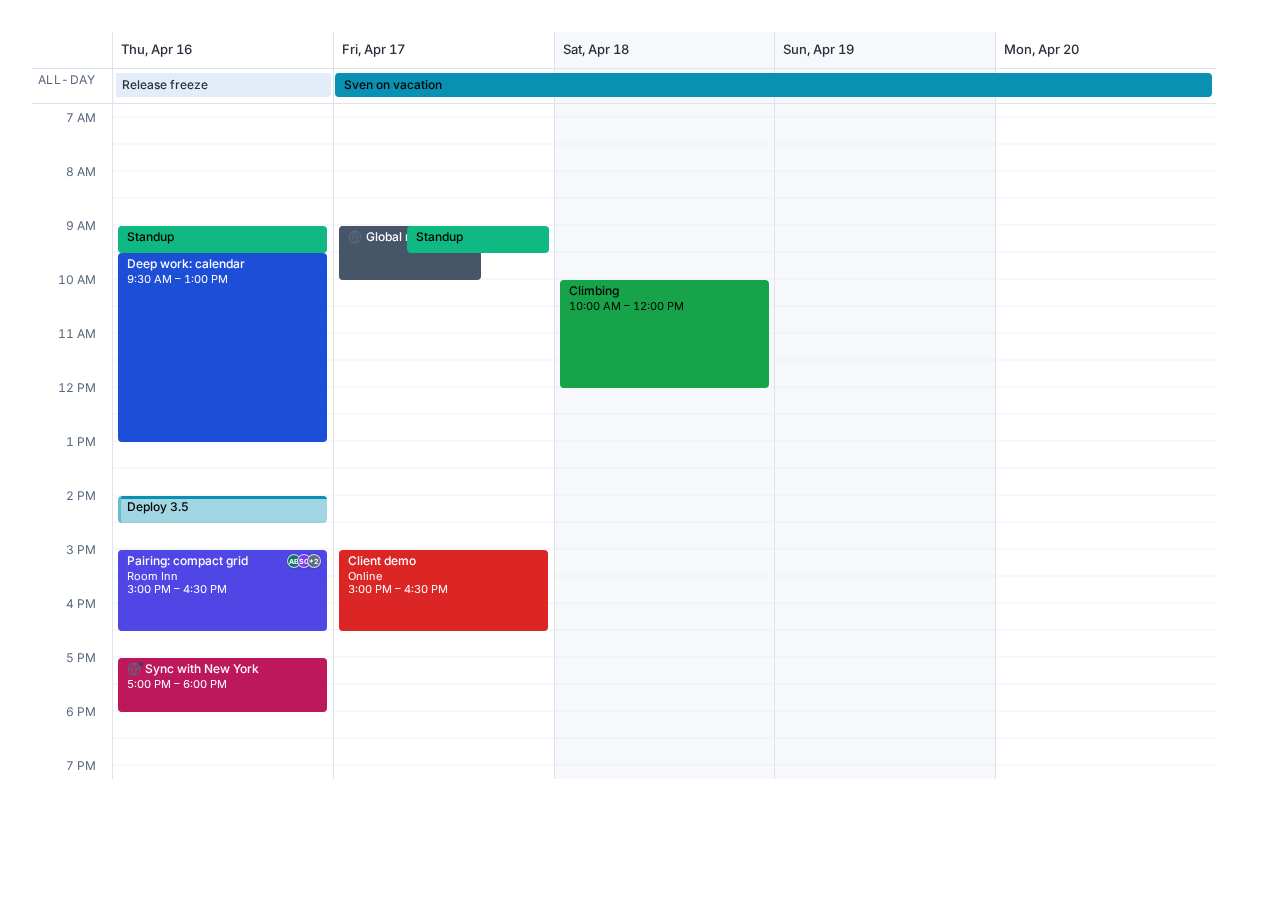 Thu, Apr 16
Fri, Apr 17
Sat, Apr 18
Sun, Apr 19
Mon, Apr 20
ALL-DAY
Release freeze
Sven on vacation
7 AM
8 AM
9 AM
Standup
Global
Standup
Deep work: calendar
9:30 AM – 1:00 PM
10 AM
Climbing
10:00 AM – 12:00 PM
11 AM
12 PM
1 PM
2 PM
Deploy 3.5
3 PM
Pairing: compact grid
+2
Room Inn
3:00 PM – 4:30 PM
Client demo
Online
3:00 PM – 4:30 PM
4 PM
5 PM
Sync with New York
5:00 PM – 6:00 PM
6 PM
7 PM